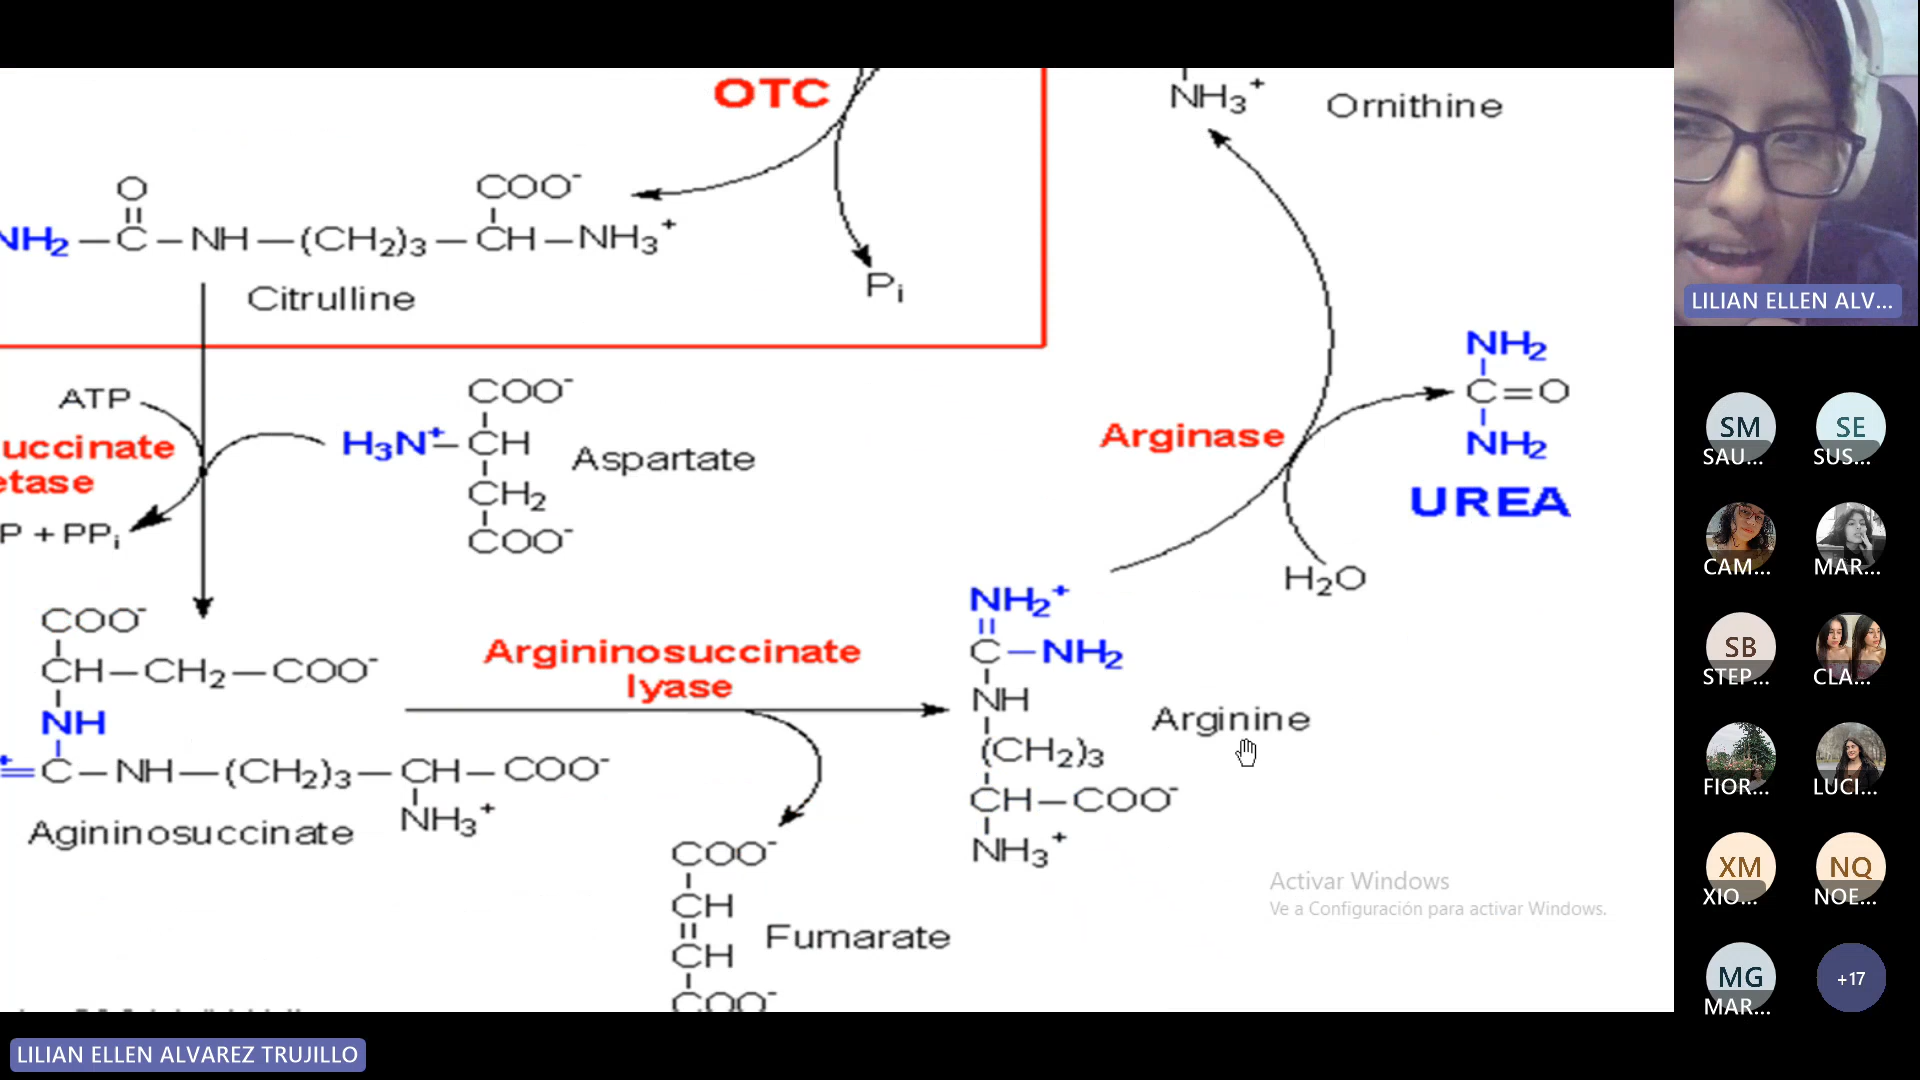 OTC
NH3+
Ornithine
O
COO-
NH2–C–NH–(CH2)3–CH–NH3+
Citrulline
Pi
ATP
uccinate
etase
P + PPi
COO-
H3N+–CH
CH2
COO-
Aspartate
Arginase
NH2
C=O
NH2
UREA
H2O
COO-
CH–CH2–COO-
NH
+=C–NH–(CH2)3–CH–COO-
NH3+
Agininosuccinate
Argininosuccinate
lyase
NH2+
C–NH2
NH
(CH2)3
CH–COO-
NH3+
Arginine
COO-
CH
CH
COO-
Fumarate
Activar Windows
Ve a Configuración para activar Windows.
LILIAN ELLEN ALV...
SM
SAU...
SE
SUS...
CAM...
MAR...
SB
STEP...
CLA...
FIOR...
LUCI...
XM
XIO...
NQ
NOE...
MG
MAR...
+17
LILIAN ELLEN ALVAREZ TRUJILLO